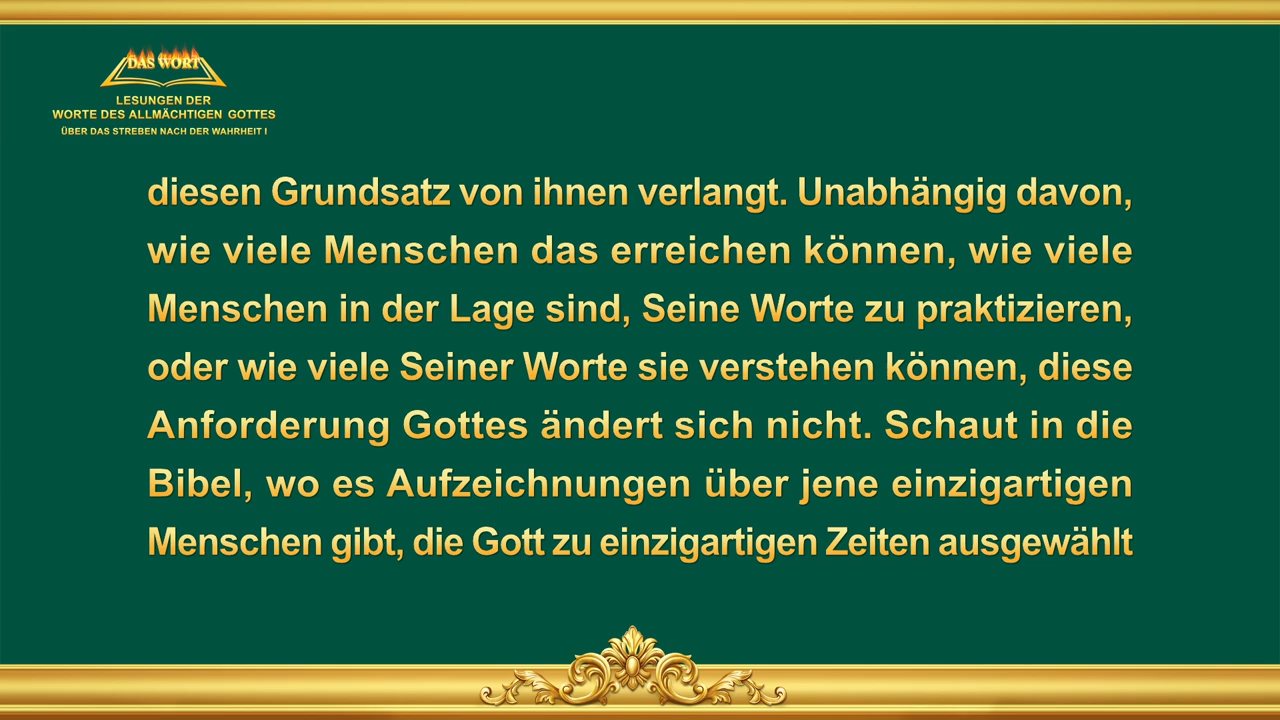 DAS WORT
LESUNGEN DER
WORTE DES ALLMÄCHTIGEN GOTTES
ÜBER DAS STREBEN NACH DER WAHRHEIT I
diesen Grundsatz von ihnen verlangt. Unabhängig davon,
wie viele Menschen das erreichen können, wie viele
Menschen in der Lage sind, Seine Worte zu praktizieren,
oder wie viele Seiner Worte sie verstehen können, diese
Anforderung Gottes ändert sich nicht. Schaut in die
Bibel, wo es Aufzeichnungen über jene einzigartigen
Menschen gibt, die Gott zu einzigartigen Zeiten ausgewählt